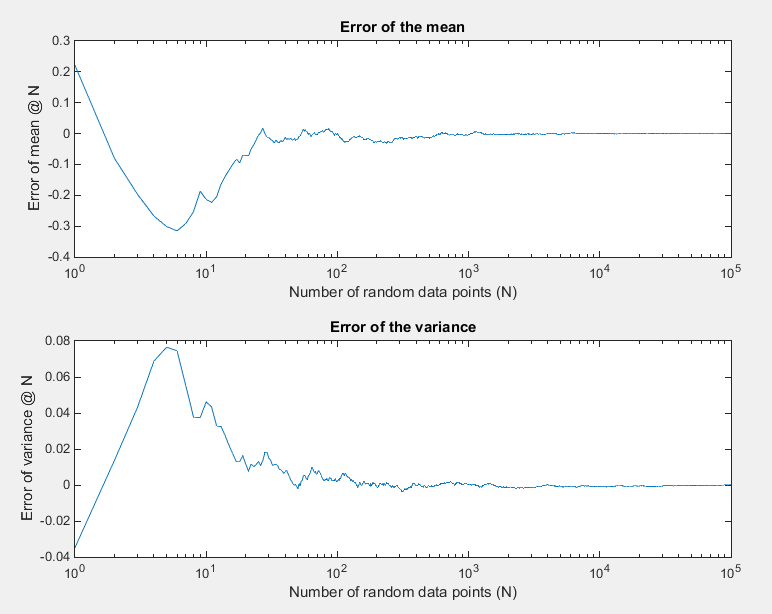 Error of the mean
0.3
0.2
0.1
0
-0.1
-0.2
-0.3
-0.4
Error of mean @ N
10^0 10^1 10^2 10^3 10^4 10^5
Number of random data points (N)
Error of the variance
0.08
0.06
0.04
0.02
0
-0.02
-0.04
Error of variance @ N
10^0 10^1 10^2 10^3 10^4 10^5
Number of random data points (N)